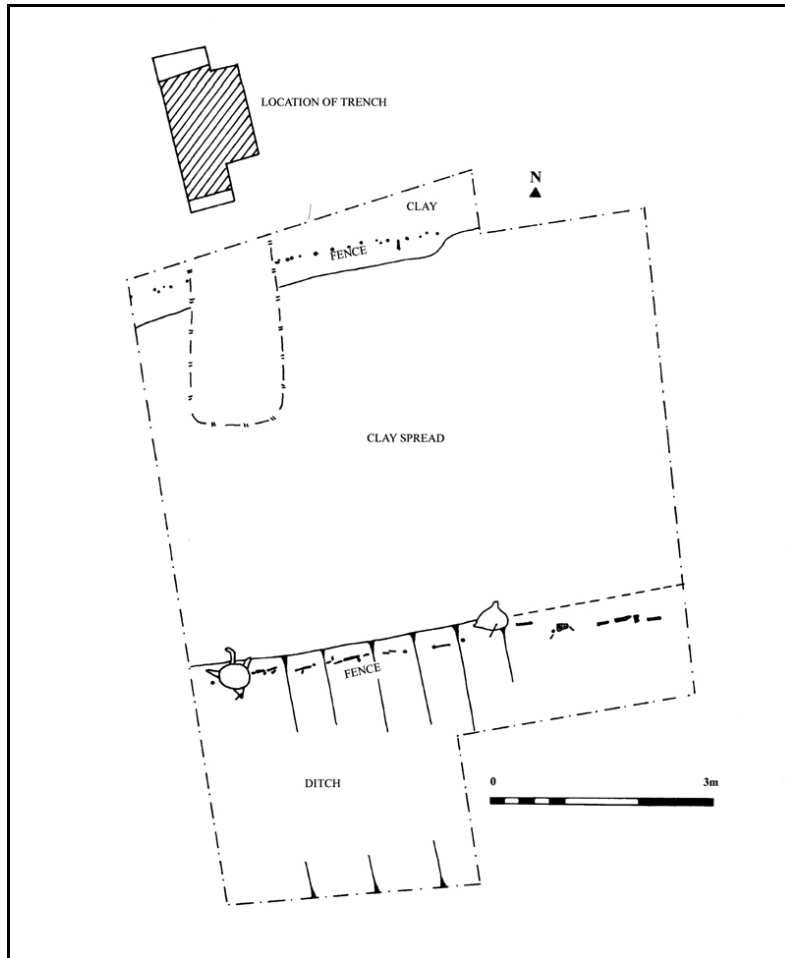 LOCATION OF TRENCH
N
CLAY
FENCE
CLAY SPREAD
FENCE
DITCH
0 3m